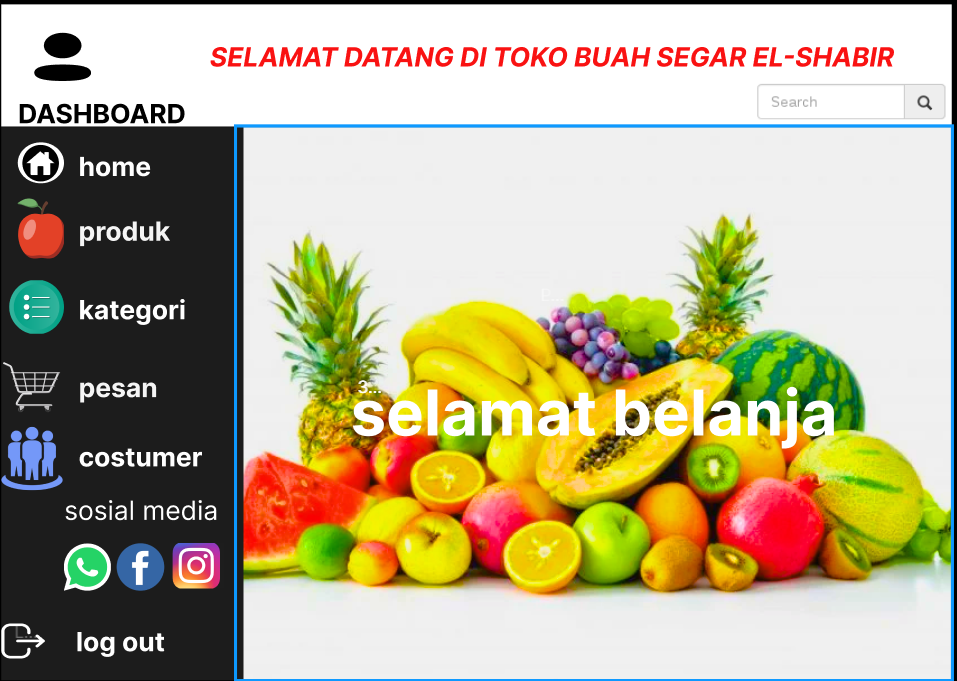 SELAMAT DATANG DI TOKO BUAH SEGAR EL-SHABIR
Search
DASHBOARD
home
produk
kategori
pesan
costumer
sosial media
log out
3...
selamat belanja